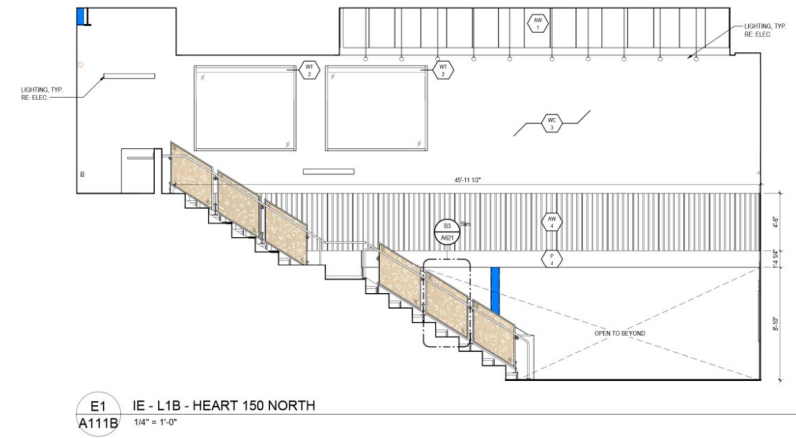 AW
1
LIGHTING, TYP.
RE: ELEC.
WT
2
WT
2
LIGHTING, TYP.
RE: ELEC.
WC
3
45'-11 1/2"
B3
A621
Sim
AW
4
4'-6"
P
4
1'-4 1/4"
8'-10"
OPEN TO BEYOND
E1
A111B
IE - L1B - HEART 150 NORTH
1/4" = 1'-0"